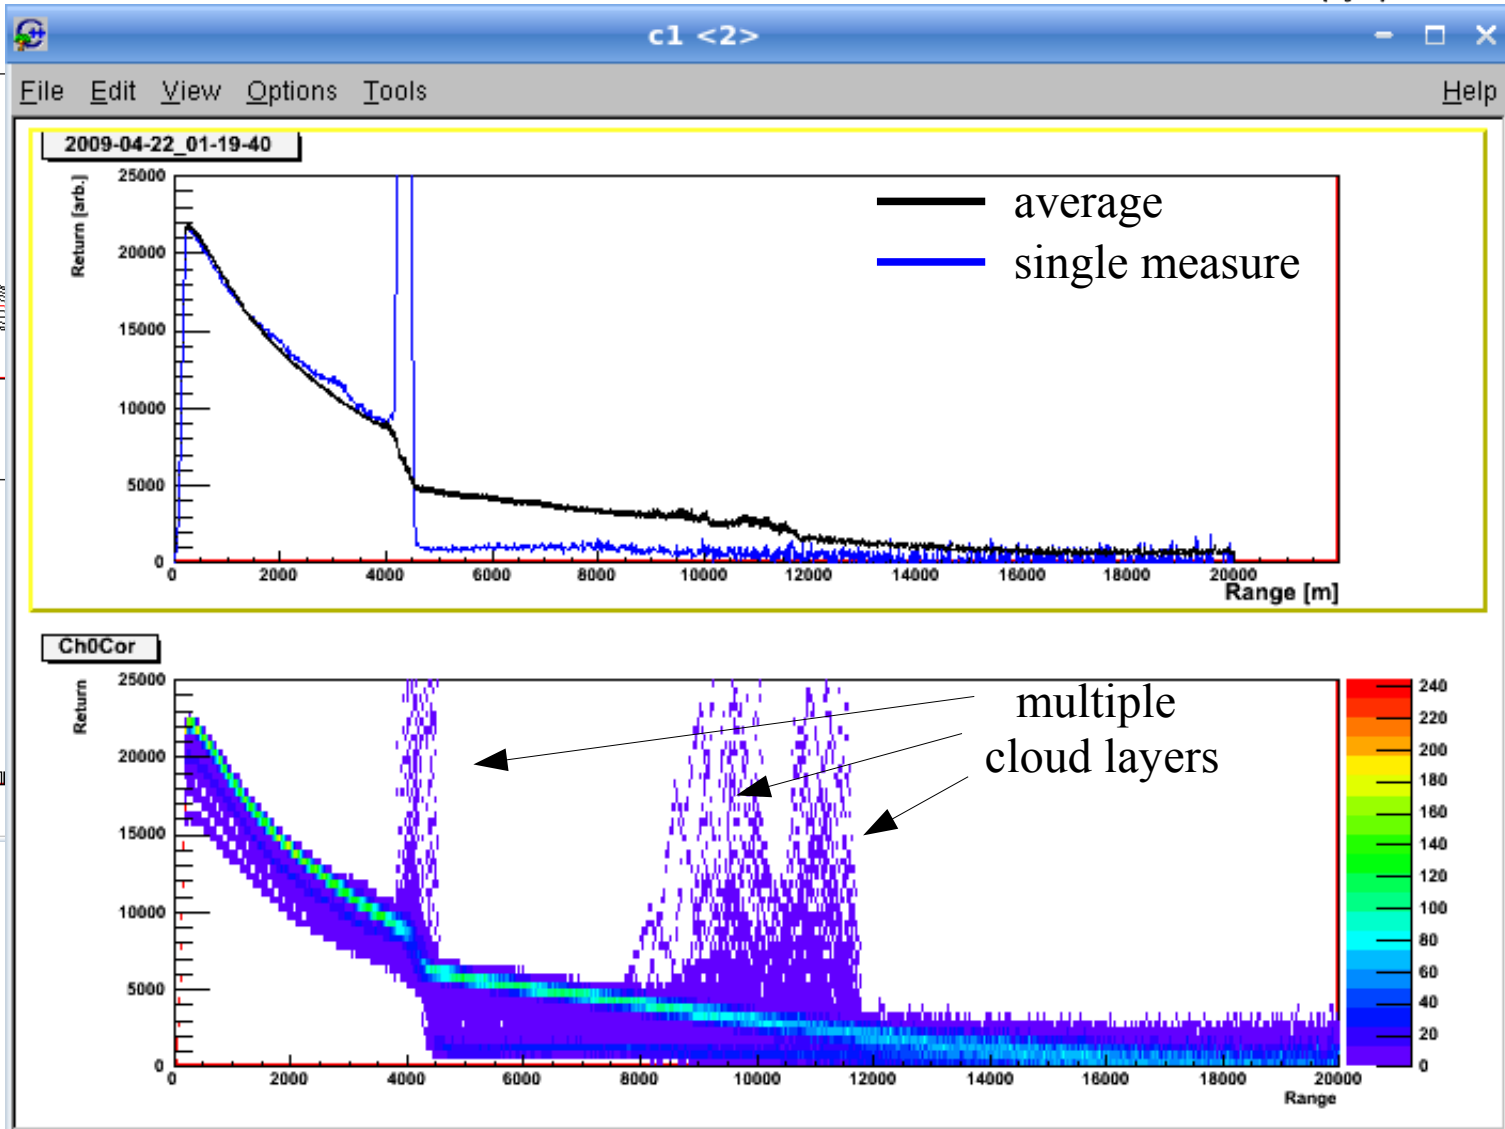 c1 <2>
File Edit View Options Tools Help
2009-04-22_01-19-40
Return [arb.]
25000
20000
15000
10000
5000
0
average
single measure
0 2000 4000 6000 8000 10000 12000 14000 16000 18000 20000
Range [m]
Ch0Cor
Return
25000
20000
15000
10000
5000
0
multiple
cloud layers
240
220
200
180
160
140
120
100
80
60
40
20
0
0 2000 4000 6000 8000 10000 12000 14000 16000 18000 20000
Range